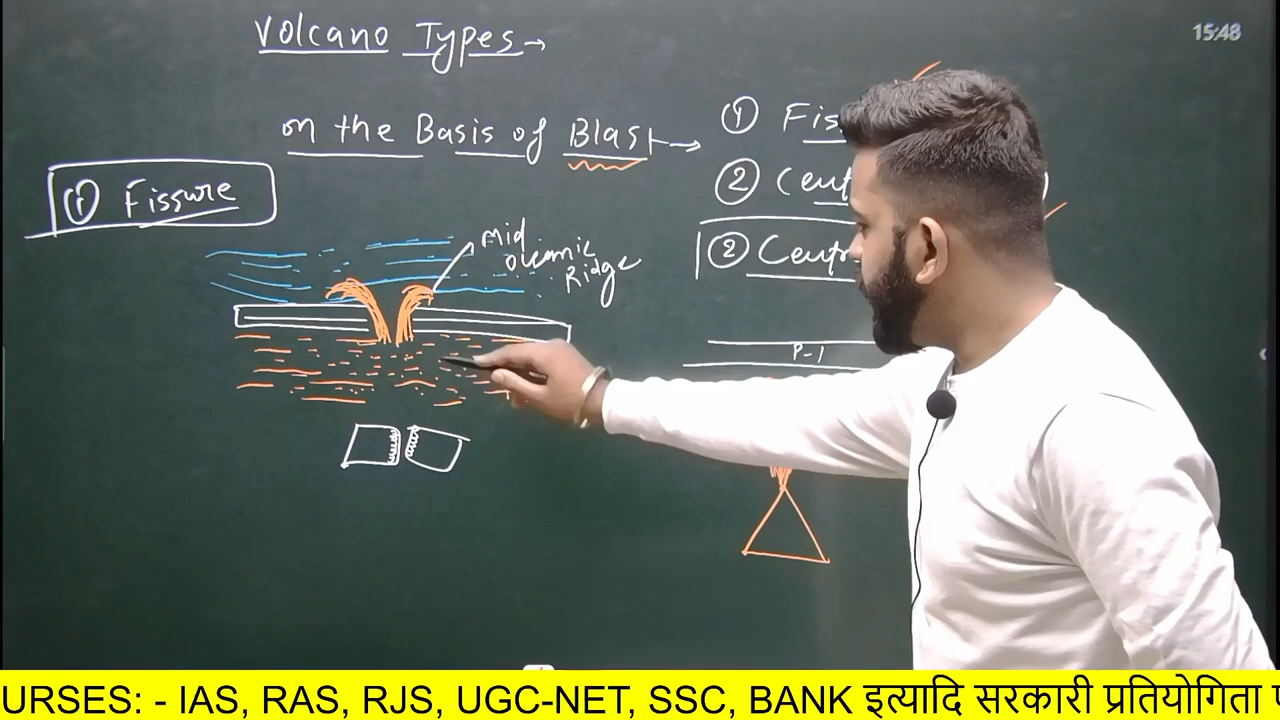 Volcano Types→
15:48
on the Basis of Blast→
① Fis
② Cent
① Fissure
② Centr
Mid
Oceanic
Ridge
P-1
URSES: - IAS, RAS, RJS, UGC-NET, SSC, BANK इत्यादि सरकारी प्रतियोगिता